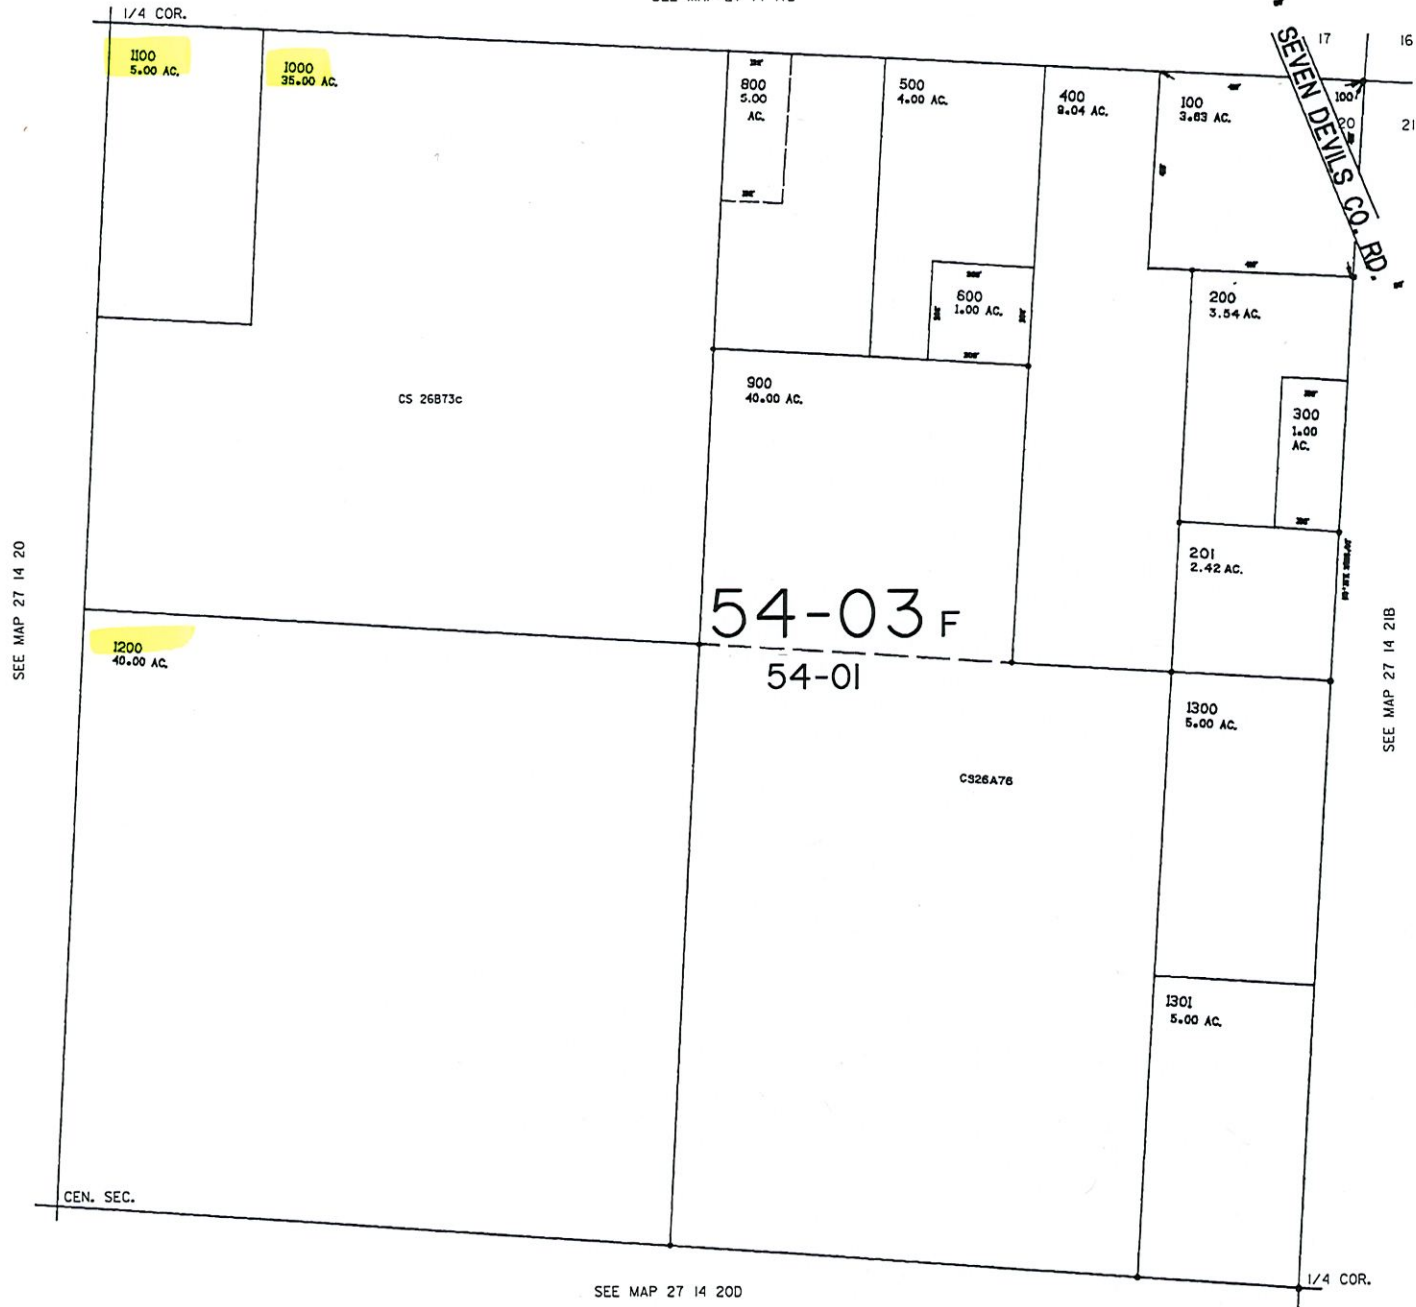 1/4 COR.
17
16
1100
5.00 AC.
1000
35.00 AC.
800
5.00
AC.
500
4.00 AC.
400
9.04 AC.
100
3.63 AC.
100
20
21
SEVEN DEVILS CO. RD.
600
1.00 AC.
200
3.54 AC.
900
40.00 AC.
CS 26B73c
300
1.00
AC.
201
2.42 AC.
SEE MAP 27 14 20
54-03 F
54-01
SEE MAP 27 14 21B
1200
40.00 AC.
1300
5.00 AC.
CS26A76
1301
5.00 AC.
CEN. SEC.
1/4 COR.
SEE MAP 27 14 20D